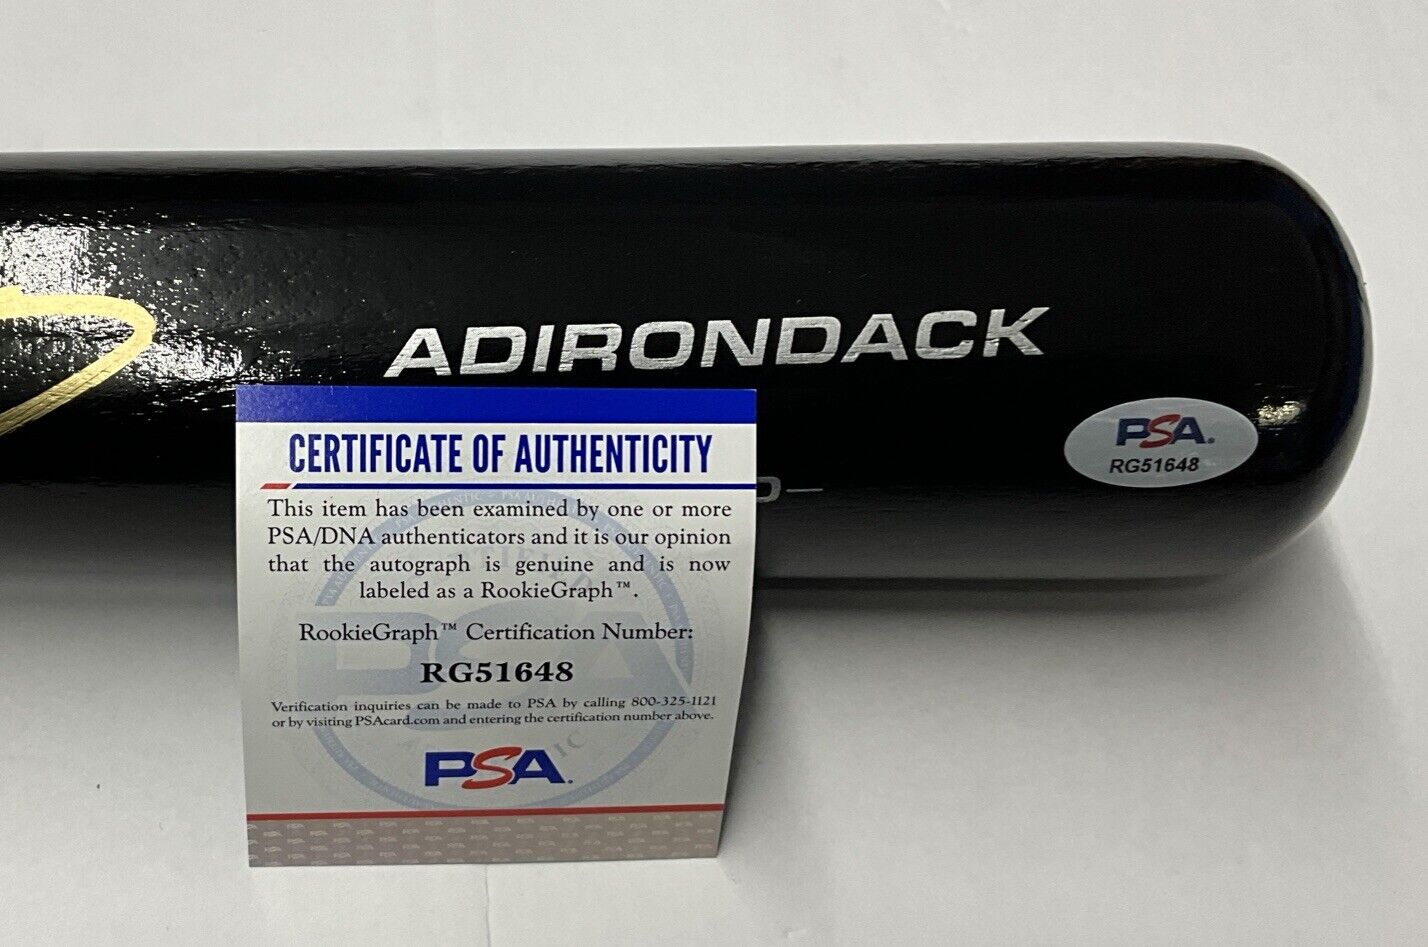 ADIRONDACK
PSA
RG51648
CERTIFICATE OF AUTHENTICITY
This item has been examined by one or more
PSA/DNA authenticators and it is our opinion
that the autograph is genuine and is now
labeled as a RookieGraph™.
RookieGraph™ Certification Number:
RG51648
Verification inquiries can be made to PSA by calling 800-325-1121
or by visiting PSAcard.com and entering the certification number above.
PSA